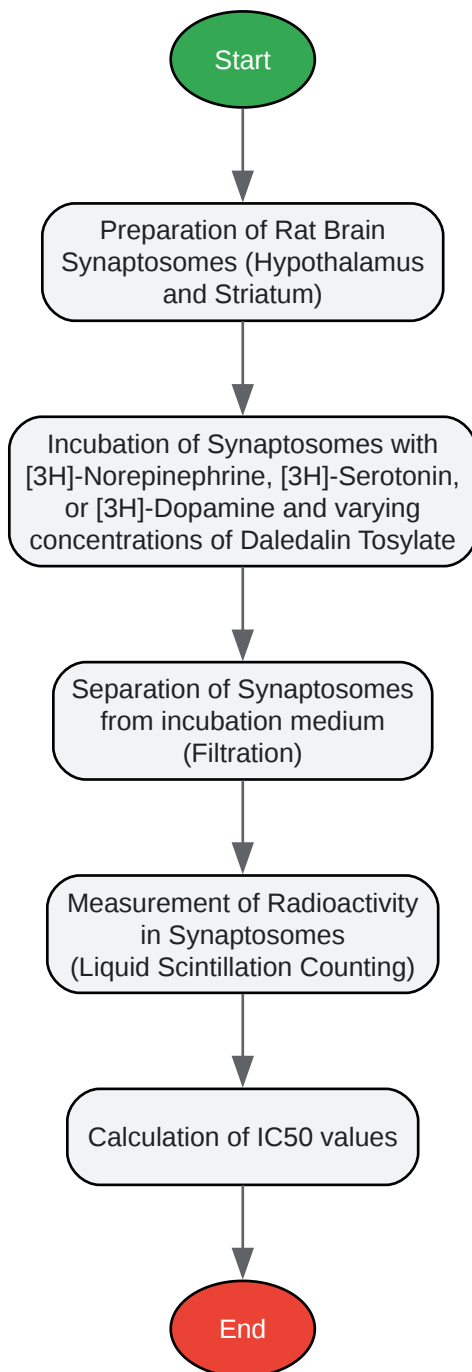 Start
Preparation of Rat Brain
Synaptosomes (Hypothalamus
and Striatum)
Incubation of Synaptosomes with
[3H]-Norepinephrine, [3H]-Serotonin,
or [3H]-Dopamine and varying
concentrations of Daledalin Tosylate
Separation of Synaptosomes
from incubation medium
(Filtration)
Measurement of Radioactivity
in Synaptosomes
(Liquid Scintillation Counting)
Calculation of IC50 values
End